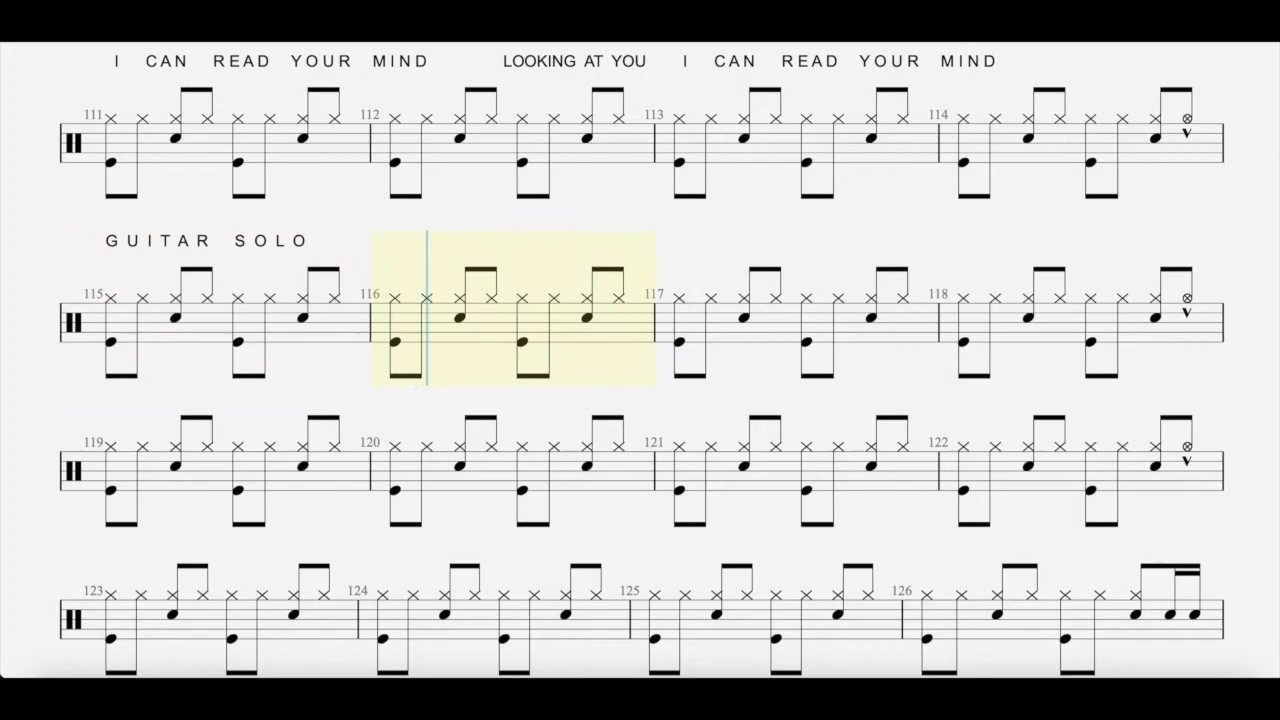 I CAN READ YOUR MIND LOOKING AT YOU I CAN READ YOUR MIND
111 112 113 114
GUITAR SOLO
115 116 117 118
119 120 121 122
123 124 125 126